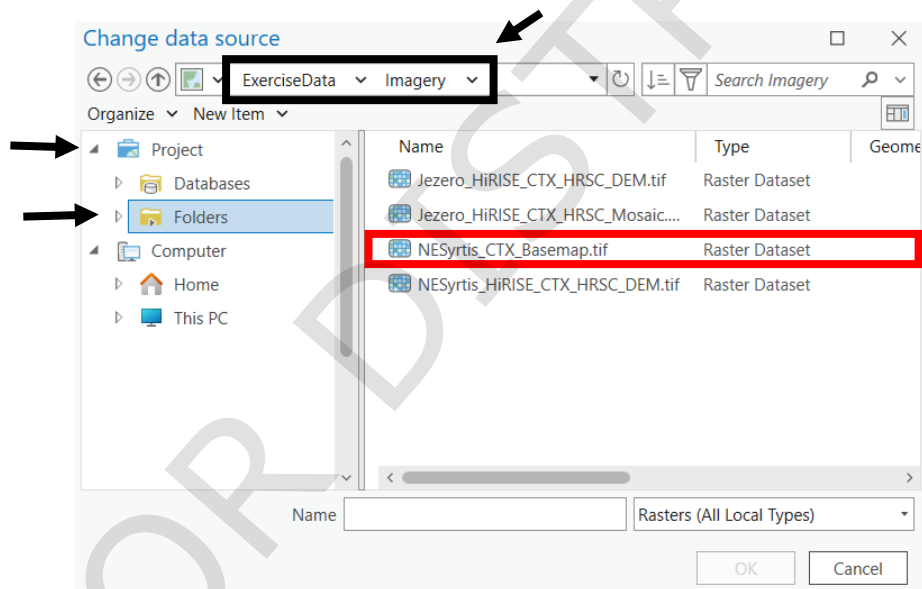 Change data source
ExerciseData Imagery Search Imagery
Organize New Item
Project
Databases
Folders
Computer
Home
This PC
Name Type Geome
Jezero_HiRISE_CTX_HRSC_DEM.tif Raster Dataset
Jezero_HiRISE_CTX_HRSC_Mosaic.... Raster Dataset
NESyrtis_CTX_Basemap.tif Raster Dataset
NESyrtis_HiRISE_CTX_HRSC_DEM.tif Raster Dataset
Name Rasters (All Local Types)
OK Cancel
OR DISTR